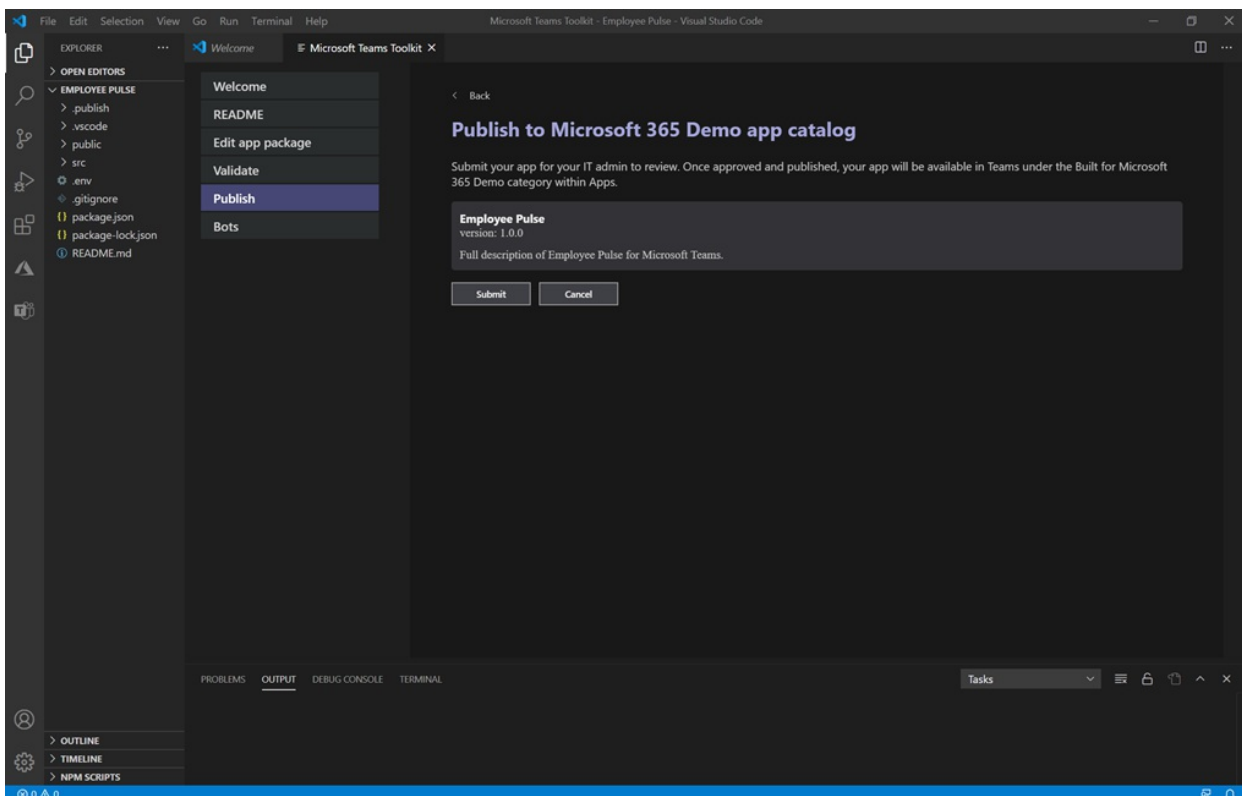 File Edit Selection View Go Run Terminal Help
Microsoft Teams Toolkit - Employee Pulse - Visual Studio Code
EXPLORER
OPEN EDITORS
EMPLOYEE PULSE
.publish
.vscode
public
src
.env
.gitignore
package.json
package-lock.json
README.md
OUTLINE
TIMELINE
NPM SCRIPTS
Welcome
Microsoft Teams Toolkit
Welcome
README
Edit app package
Validate
Publish
Bots
Back
Publish to Microsoft 365 Demo app catalog
Submit your app for your IT admin to review. Once approved and published, your app will be available in Teams under the Built for Microsoft
365 Demo category within Apps.
Employee Pulse
version: 1.0.0
Full description of Employee Pulse for Microsoft Teams.
Submit Cancel
PROBLEMS OUTPUT DEBUG CONSOLE TERMINAL
Tasks
0 0